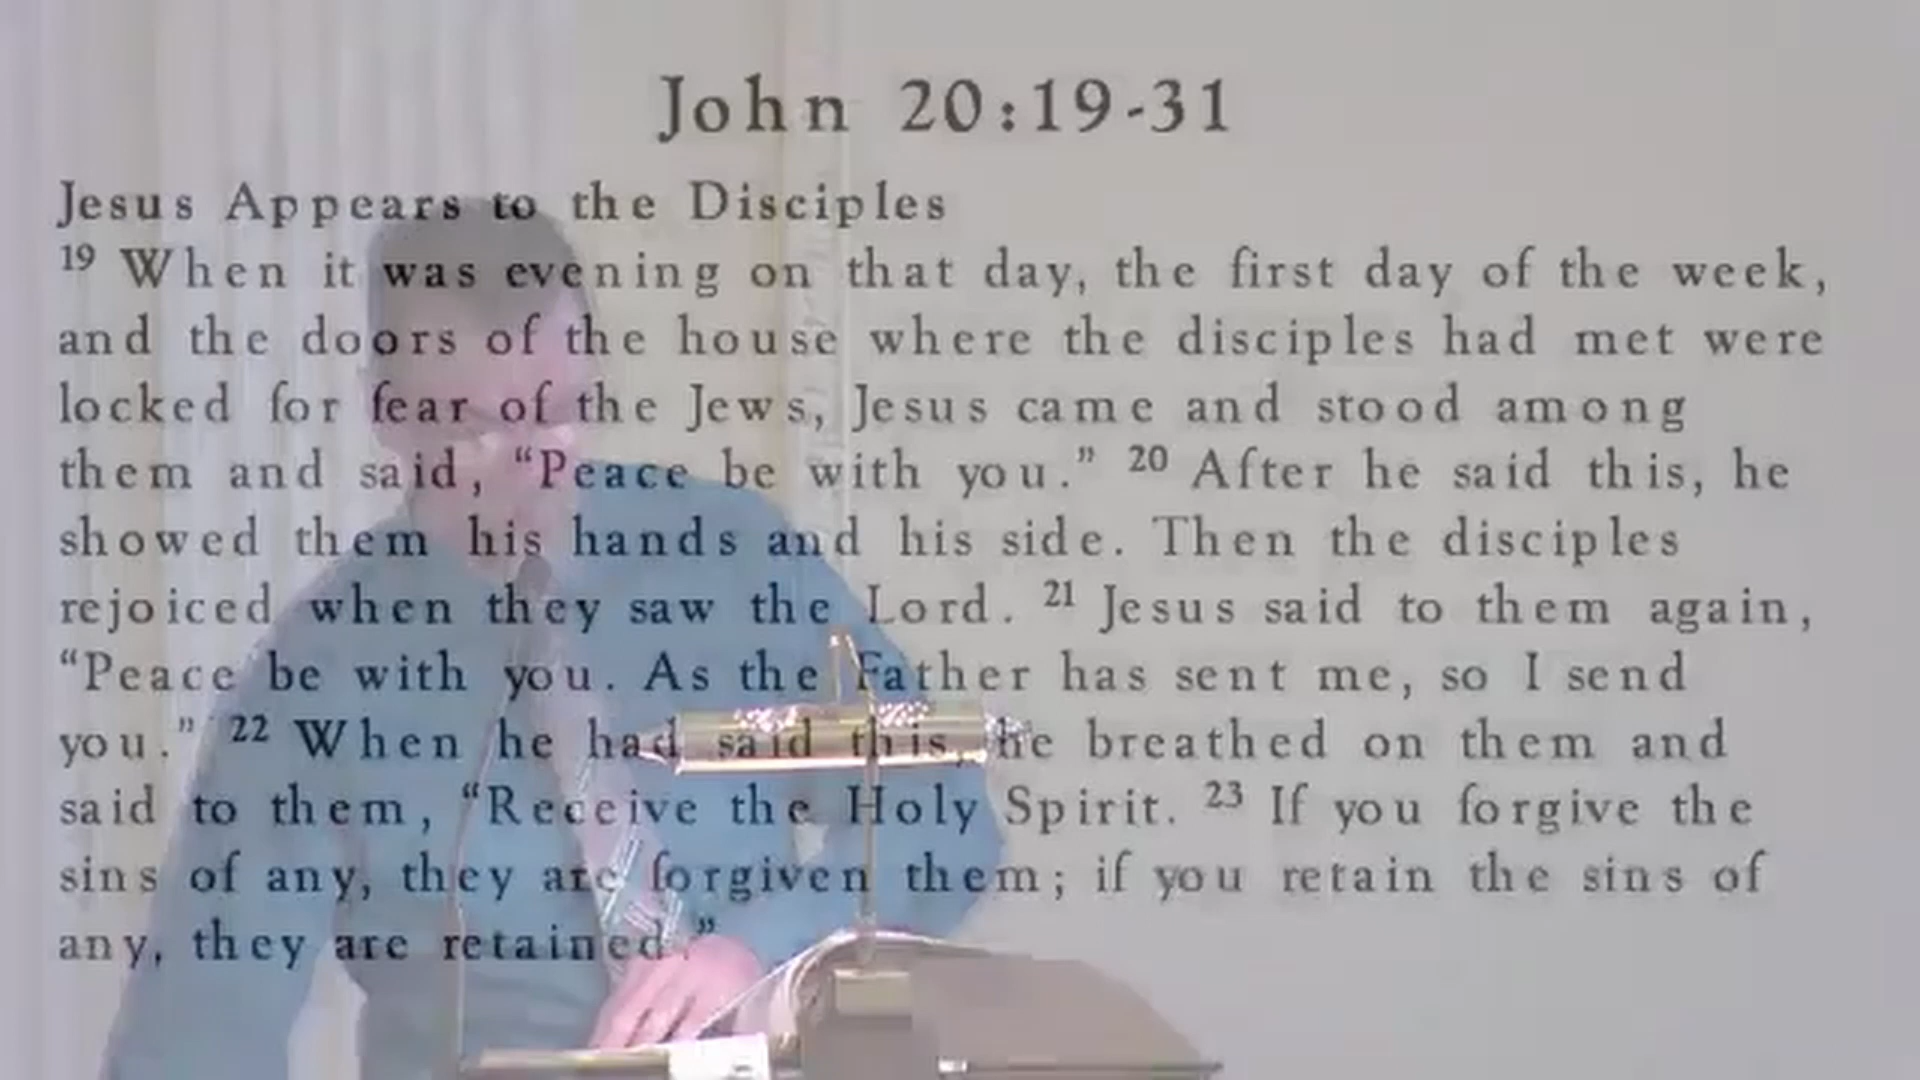 John 20:19-31
Jesus Appears to the Disciples
19 When it was evening on that day, the first day of the week,
and the doors of the house where the disciples had met were
locked for fear of the Jews, Jesus came and stood among
them and said, “Peace be with you.” 20 After he said this, he
showed them his hands and his side. Then the disciples
rejoiced when they saw the Lord. 21 Jesus said to them again,
“Peace be with you. As the Father has sent me, so I send
you.” 22 When he had said this, he breathed on them and
said to them, “Receive the Holy Spirit. 23 If you forgive the
sins of any, they are forgiven them; if you retain the sins of
any, they are retained.”